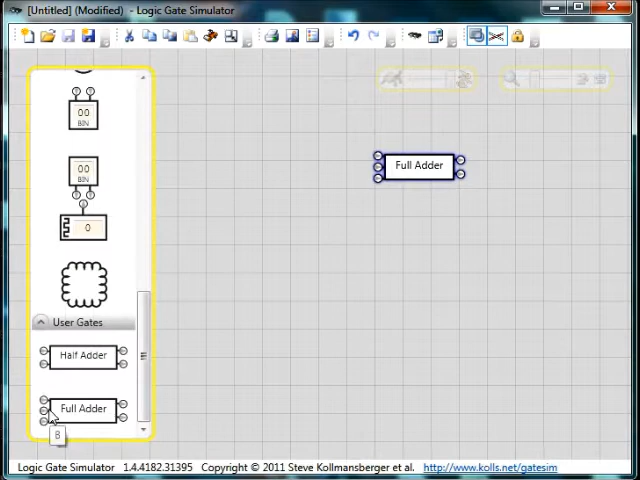 [Untitled] (Modified) - Logic Gate Simulator
00
BIN
00
BIN
0
User Gates
Half Adder
Full Adder
B
Full Adder
Logic Gate Simulator 1.4.4182.31395 Copyright © 2011 Steve Kollmansberger et al. http://www.kolls.net/gatesim